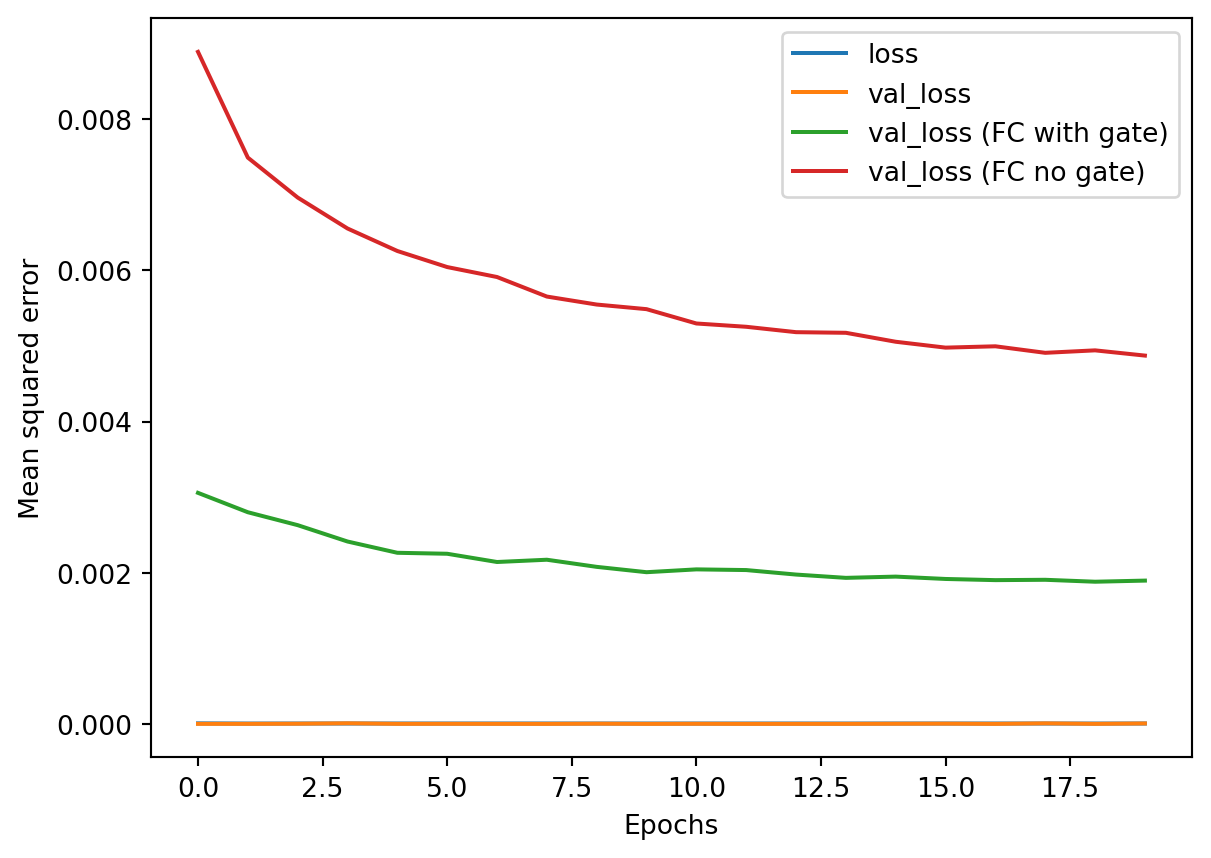 loss
val_loss
val_loss (FC with gate)
val_loss (FC no gate)
0.008
0.006
0.004
0.002
0.000
Mean squared error
0.0 2.5 5.0 7.5 10.0 12.5 15.0 17.5
Epochs